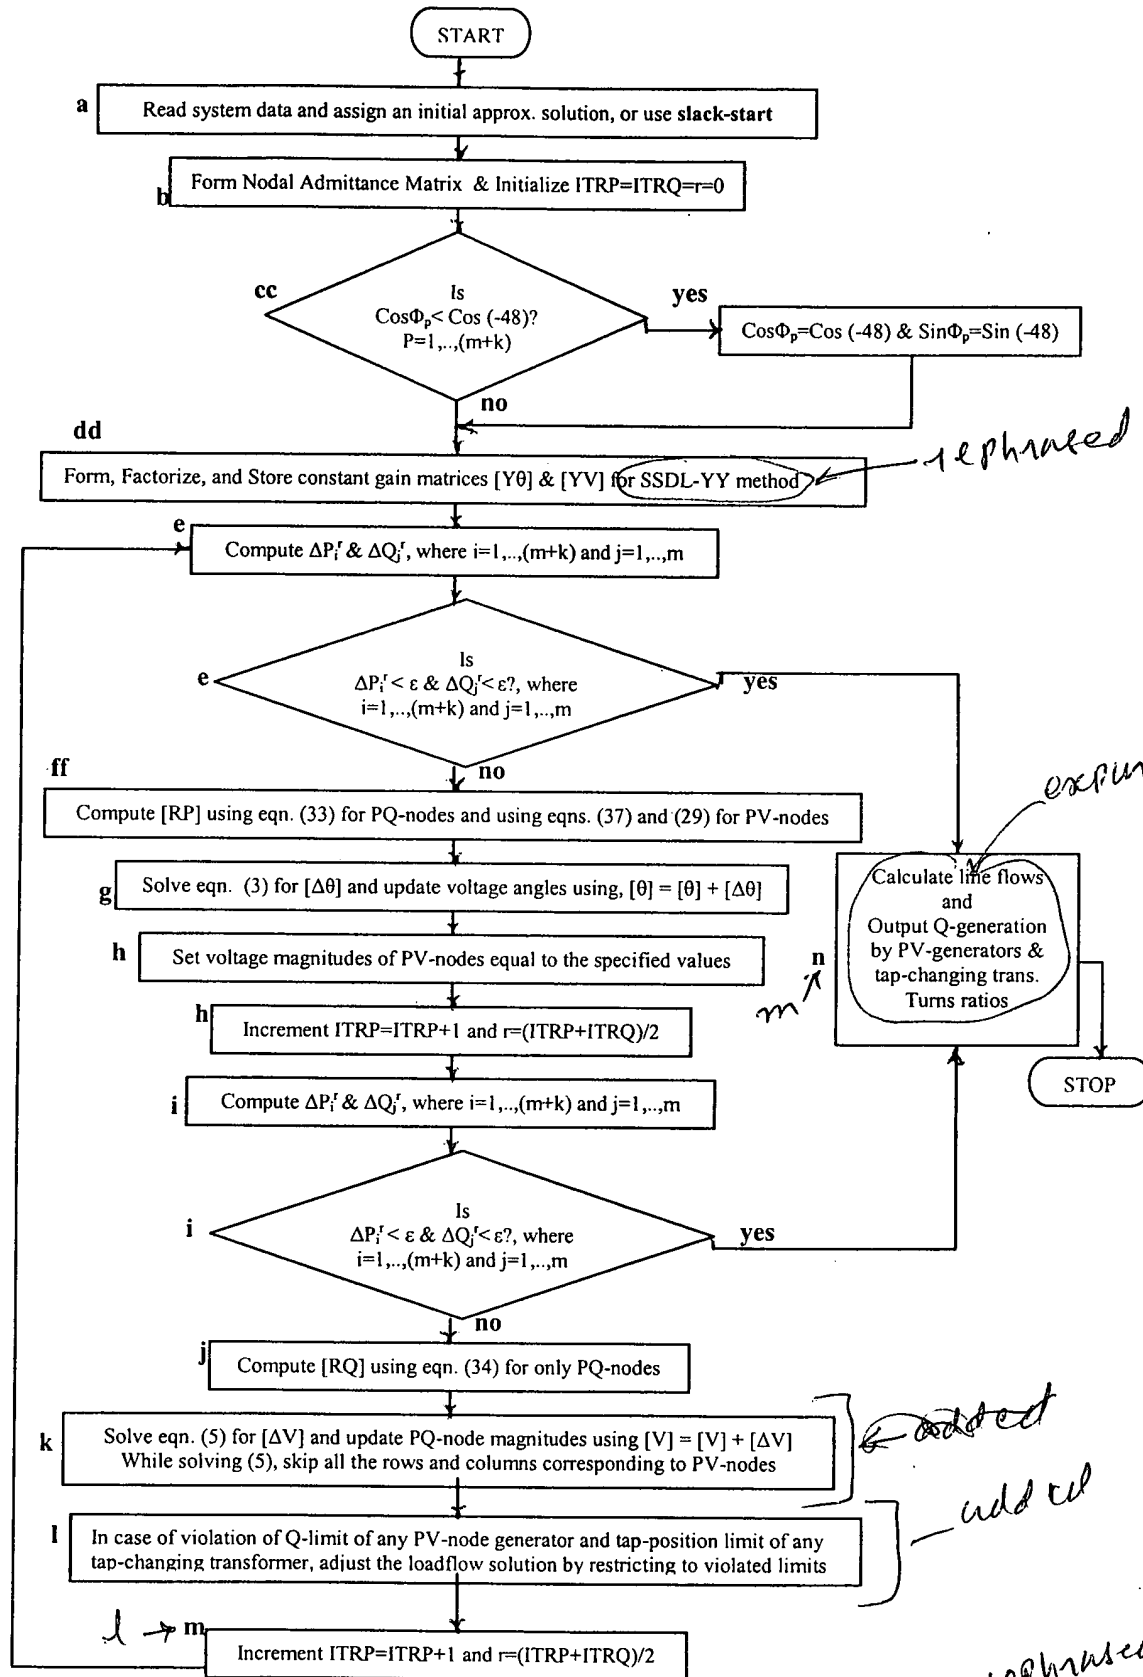 START
a
Read system data and assign an initial approx. solution, or use slack-start
b
Form Nodal Admittance Matrix & Initialize ITRP=ITRQ=r=0
cc
Is
CosΦp< Cos (-48)?
P=1,..,(m+k)
yes
CosΦp=Cos (-48) & SinΦp=Sin (-48)
no
dd
rephrased
Form, Factorize, and Store constant gain matrices [Yθ] & [YV] for SSDL-YY method
e
Compute ΔPiʳ & ΔQjʳ, where i=1,..,(m+k) and j=1,..,m
e
Is
ΔPiʳ< ε & ΔQjʳ< ε?, where
i=1,..,(m+k) and j=1,..,m
yes
no
ff
Compute [RP] using eqn. (33) for PQ-nodes and using eqns. (37) and (29) for PV-nodes
g
Solve eqn. (3) for [Δθ] and update voltage angles using, [θ] = [θ] + [Δθ]
h
Set voltage magnitudes of PV-nodes equal to the specified values
n
m
Calculate line flows
and
Output Q-generation
by PV-generators &
tap-changing trans.
Turns ratios
h
Increment ITRP=ITRP+1 and r=(ITRP+ITRQ)/2
STOP
i
Compute ΔPiʳ & ΔQjʳ, where i=1,..,(m+k) and j=1,..,m
i
Is
ΔPiʳ< ε & ΔQjʳ< ε?, where
i=1,..,(m+k) and j=1,..,m
yes
no
j
Compute [RQ] using eqn. (34) for only PQ-nodes
added
k
Solve eqn. (5) for [ΔV] and update PQ-node magnitudes using [V] = [V] + [ΔV]
While solving (5), skip all the rows and columns corresponding to PV-nodes
added
l
In case of violation of Q-limit of any PV-node generator and tap-position limit of any
tap-changing transformer, adjust the loadflow solution by restricting to violated limits
l → m
Increment ITRP=ITRP+1 and r=(ITRP+ITRQ)/2
rephrased